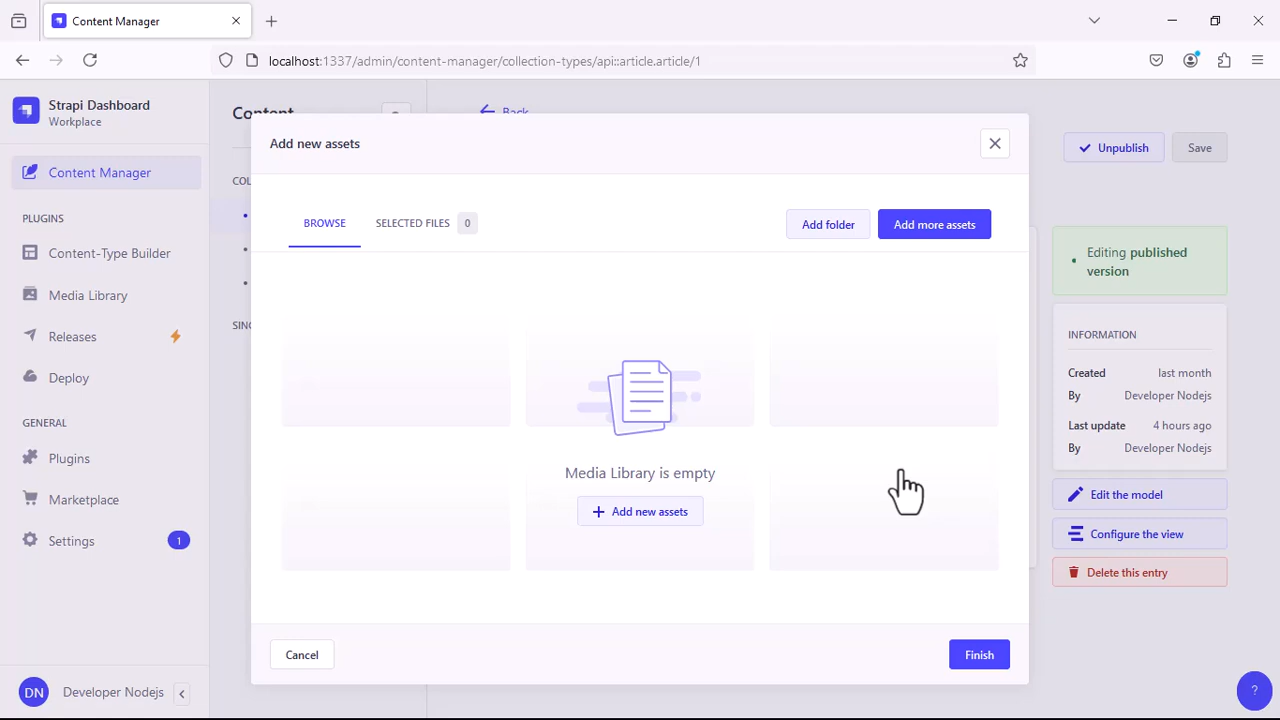 Content Manager
localhost:1337/admin/content-manager/collection-types/api::article.article/1
Strapi Dashboard
Workplace
Content Manager
PLUGINS
Content-Type Builder
Media Library
Releases
Deploy
GENERAL
Plugins
Marketplace
Settings
1
DN
Developer Nodejs
Content
COL
SING
Back
Add new assets
BROWSE
SELECTED FILES
0
Add folder
Add more assets
Media Library is empty
Add new assets
Cancel
Finish
Unpublish
Save
Editing published
version
INFORMATION
Created
last month
By
Developer Nodejs
Last update
4 hours ago
By
Developer Nodejs
Edit the model
Configure the view
Delete this entry
?